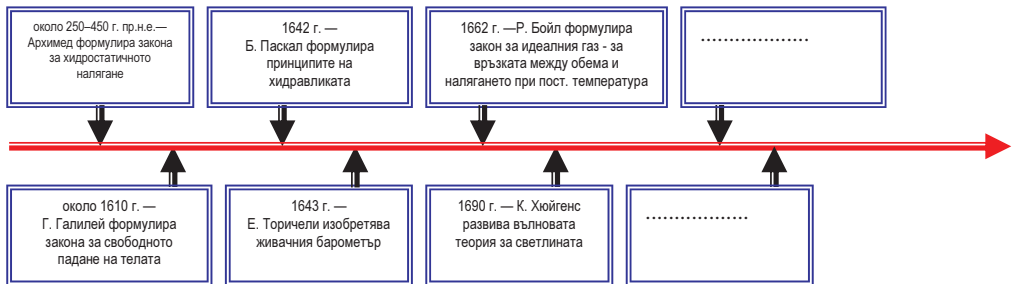 около 250–450 г. пр.н.е.—
Архимед формулира закона
за хидростатичното
налягане
1642 г. —
Б. Паскал формулира
принципите на
хидравликата
1662 г. —Р. Бойл формулира
закон за идеалния газ - за
връзката между обема и
налягането при пост. температура
..................
около 1610 г. —
Г. Галилей формулира
закона за свободното
падане на телата
1643 г. —
Е. Торичели изобретява
живачния барометър
1690 г. — К. Хюйгенс
развива вълновата
теория за светлината
..................